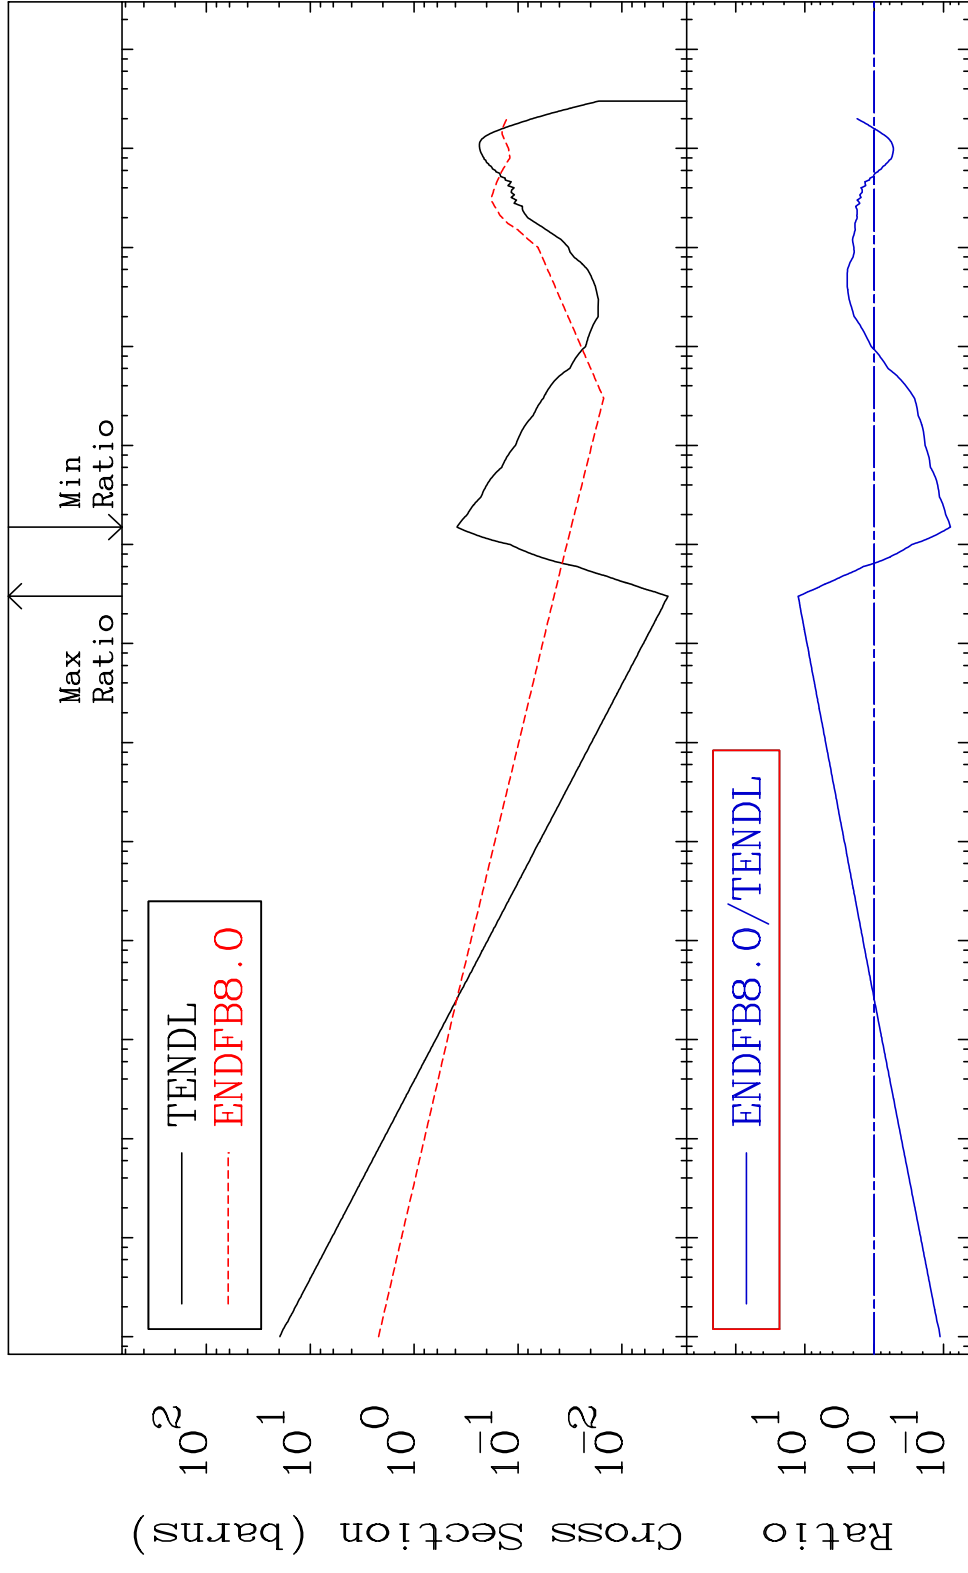 Max
Ratio
Min
Ratio
TENDL
ENDFB8.0
10^2
10^1
10^0
10^-1
10^-2
Cross Section (barns)
ENDFB8.0/TENDL
10^1
10^0
10^-1
Ratio